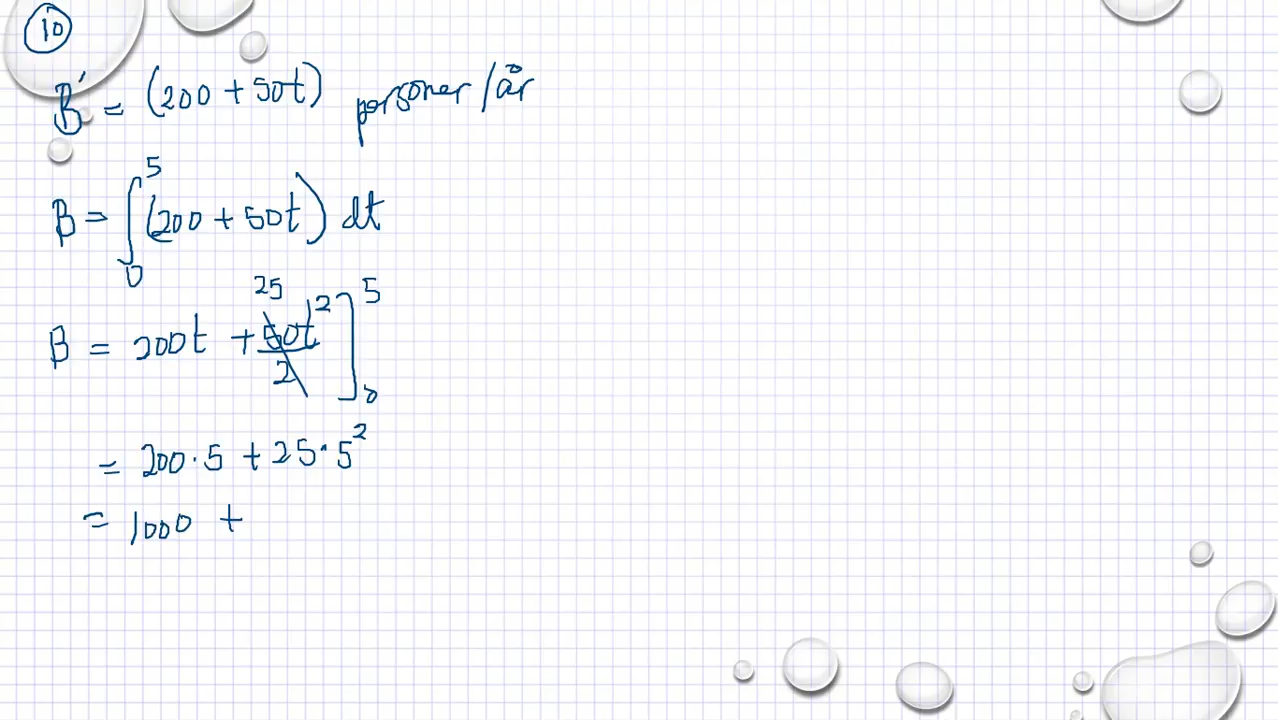 10
B' = (200 + 50t) personer/år
B = ∫₀⁵ (200 + 50t) dt
B = 200t + 50t²/2 ]₀⁵ 25
= 200·5 + 25·5²
= 1000 +